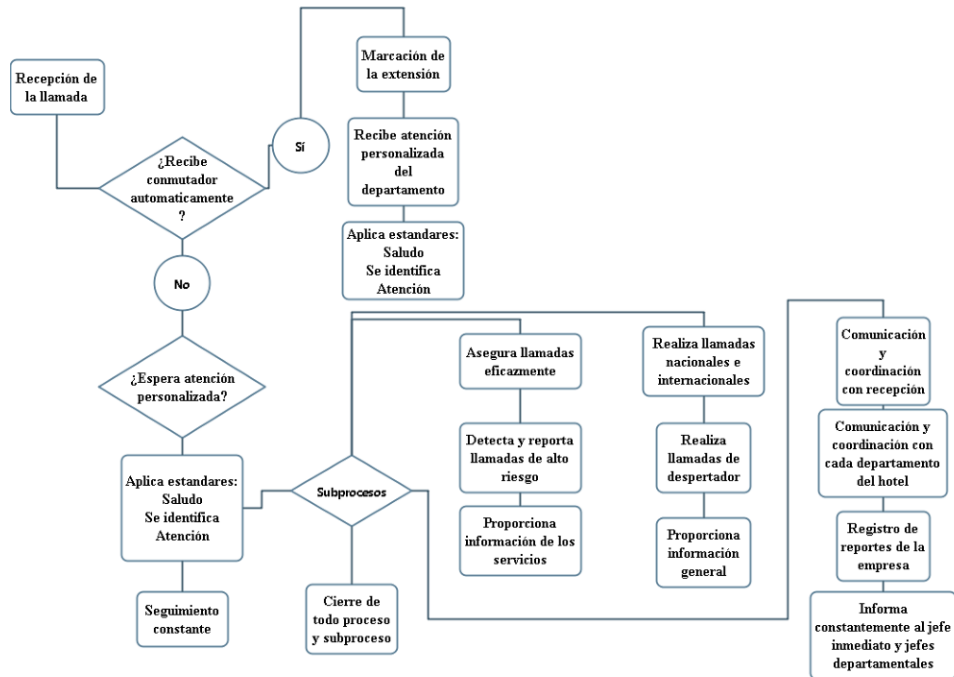 Recepción de
la llamada
¿Recibe
conmutador
automaticamente
?
Sí
Marcación de
la extensión
Recibe atención
personalizada
del
departamento
Aplica estandares:
Saludo
Se identifica
Atención
No
¿Espera atención
personalizada?
Aplica estandares:
Saludo
Se identifica
Atención
Seguimiento
constante
Subprocesos
Cierre de
todo proceso
y subproceso
Asegura llamadas
eficazmente
Detecta y reporta
llamadas de alto
riesgo
Proporciona
información de los
servicios
Realiza llamadas
nacionales e
internacionales
Realiza
llamadas de
despertador
Proporciona
información
general
Comunicación
y
coordinación
con recepción
Comunicación y
coordinación con
cada departamento
del hotel
Registro de
reportes de la
empresa
Informa
constantemente al jefe
inmediato y jefes
departamentales